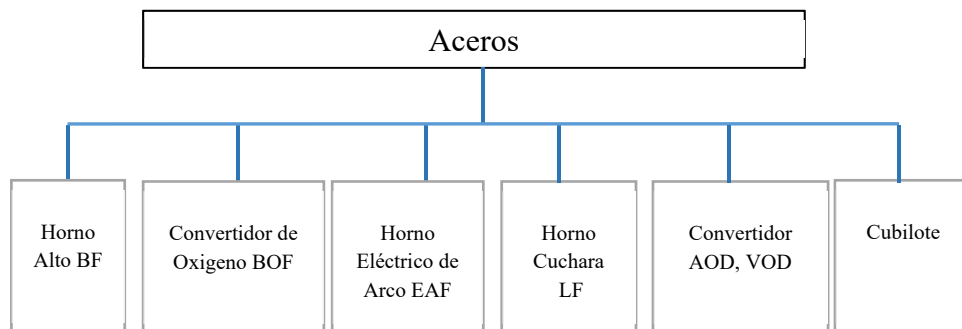 Aceros
Horno
Alto BF
Convertidor de
Oxigeno BOF
Horno
Eléctrico de
Arco EAF
Horno
Cuchara
LF
Convertidor
AOD, VOD
Cubilote